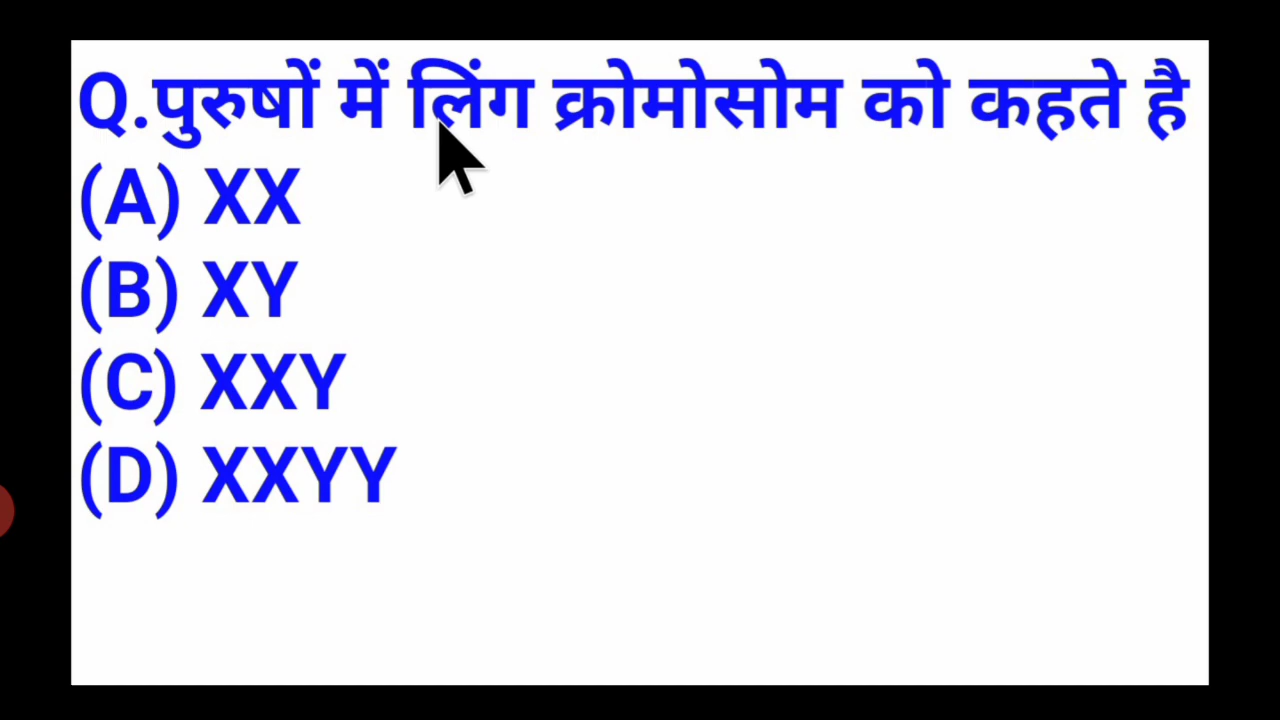 Q.पुरुषों में लिंग क्रोमोसोम को कहते है
(A) XX
(B) XY
(C) XXY
(D) XXYY